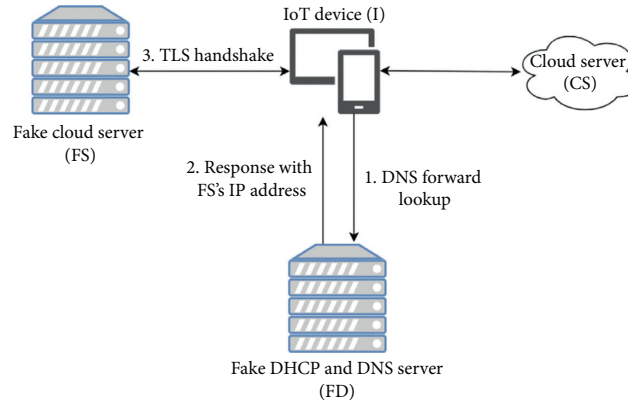 IoT device (I)
3. TLS handshake
Cloud server
(CS)
Fake cloud server
(FS)
2. Response with
FS's IP address
1. DNS forward
lookup
Fake DHCP and DNS server
(FD)